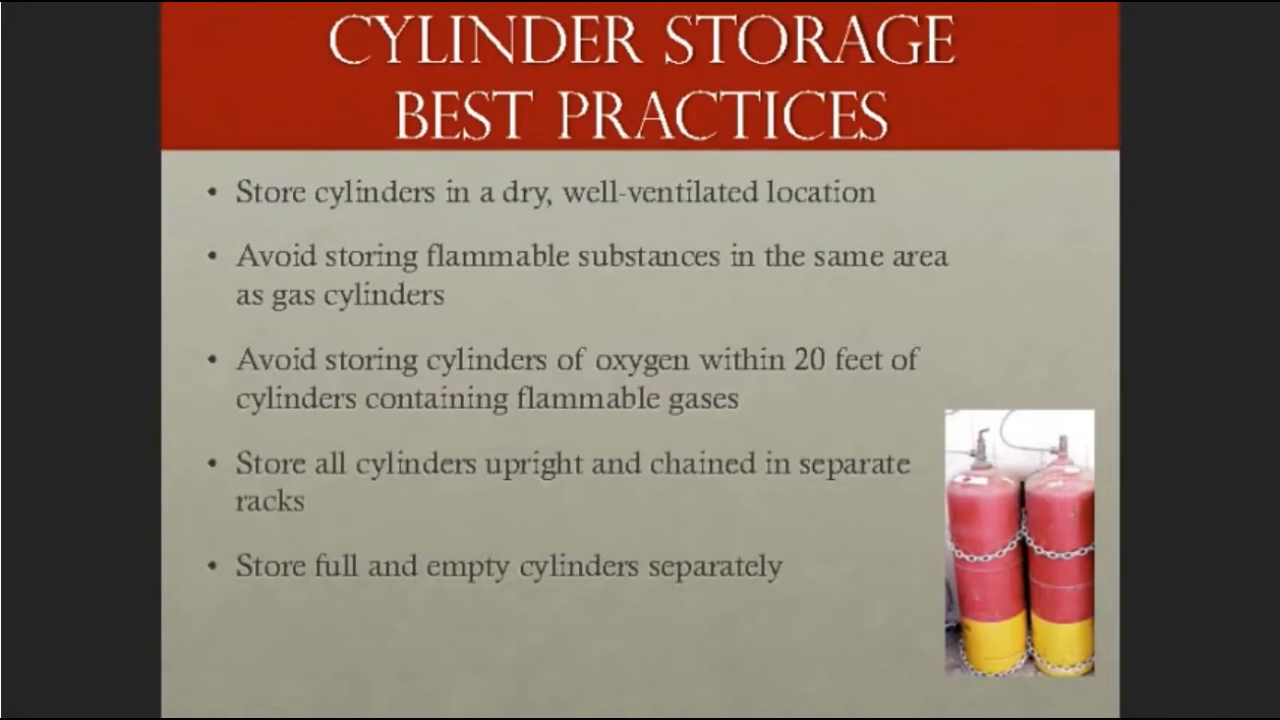 CYLINDER STORAGE
BEST PRACTICES
• Store cylinders in a dry, well-ventilated location
• Avoid storing flammable substances in the same area
as gas cylinders
• Avoid storing cylinders of oxygen within 20 feet of
cylinders containing flammable gases
• Store all cylinders upright and chained in separate
racks
• Store full and empty cylinders separately